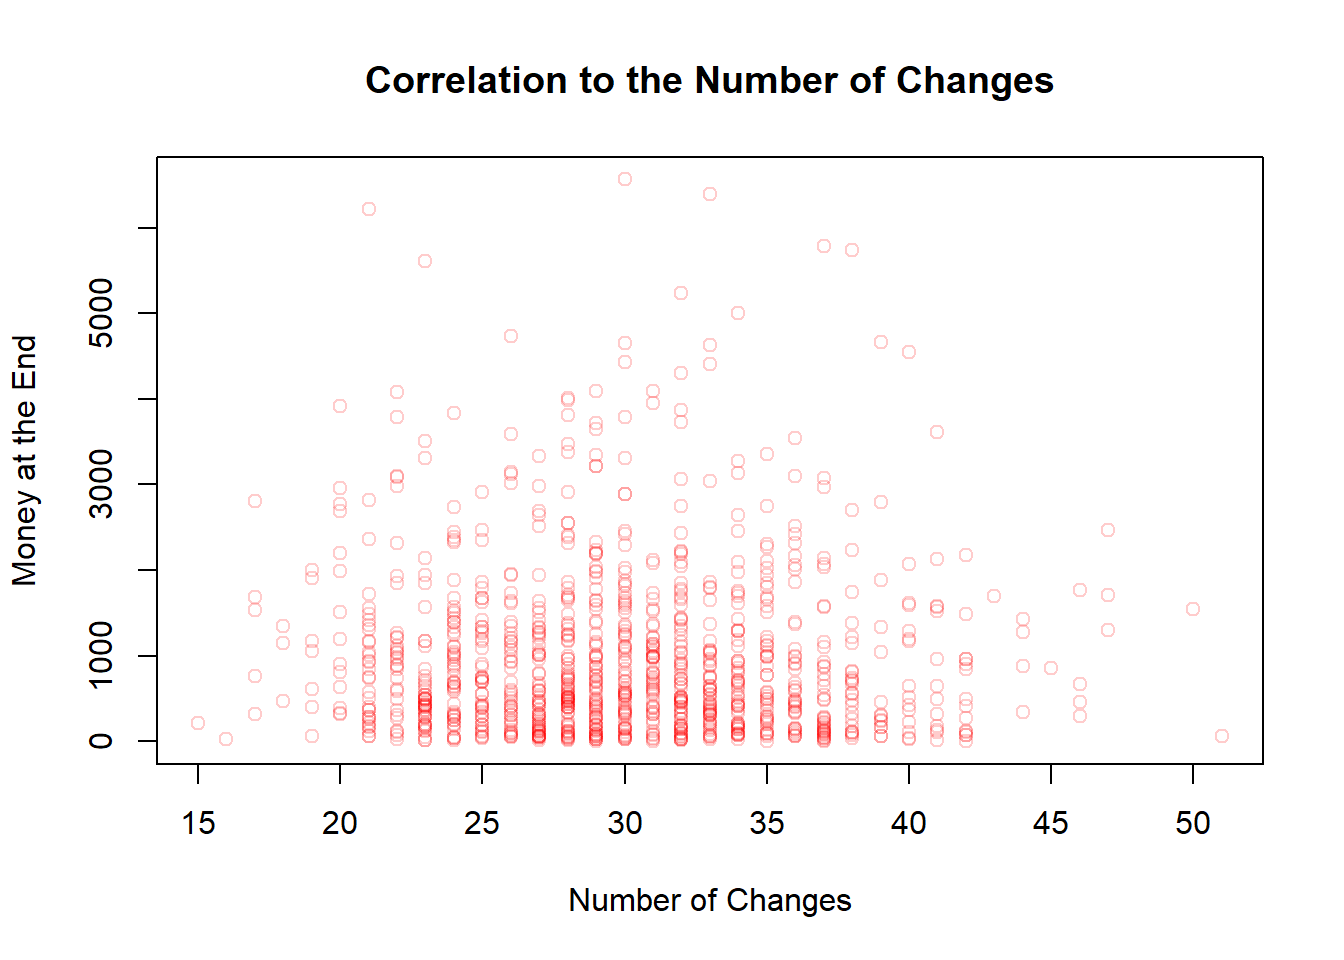 Correlation to the Number of Changes
Money at the End
5000
3000
1000
0
15 20 25 30 35 40 45 50
Number of Changes